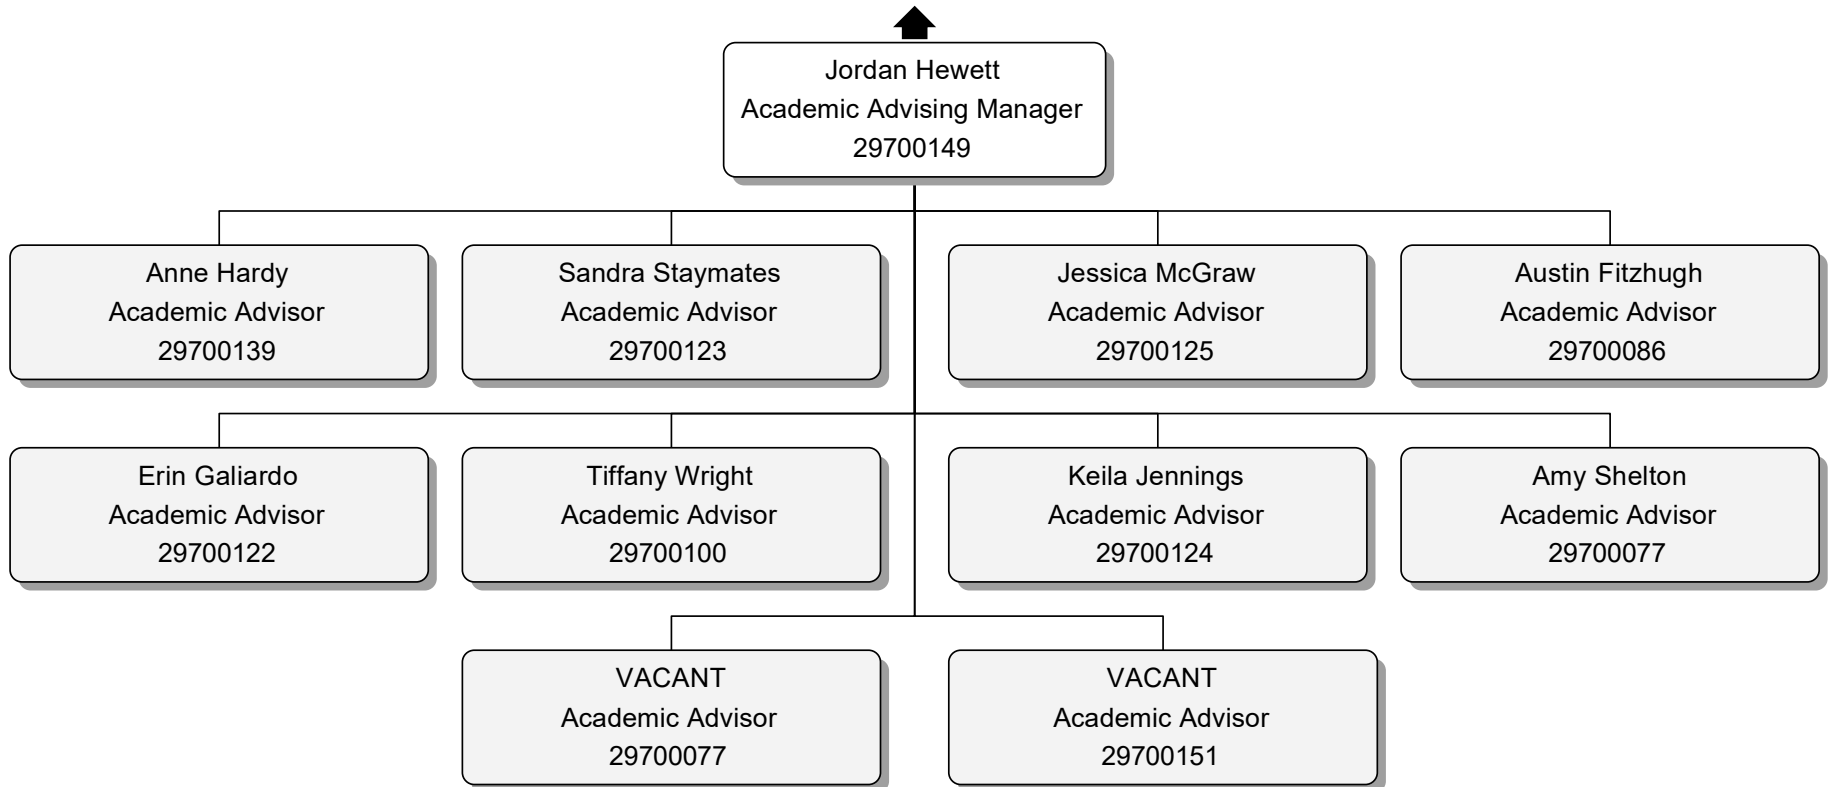 Jordan Hewett
Academic Advising Manager
29700149
Anne Hardy
Academic Advisor
29700139
Sandra Staymates
Academic Advisor
29700123
Jessica McGraw
Academic Advisor
29700125
Austin Fitzhugh
Academic Advisor
29700086
Erin Galiardo
Academic Advisor
29700122
Tiffany Wright
Academic Advisor
29700100
Keila Jennings
Academic Advisor
29700124
Amy Shelton
Academic Advisor
29700077
VACANT
Academic Advisor
29700077
VACANT
Academic Advisor
29700151